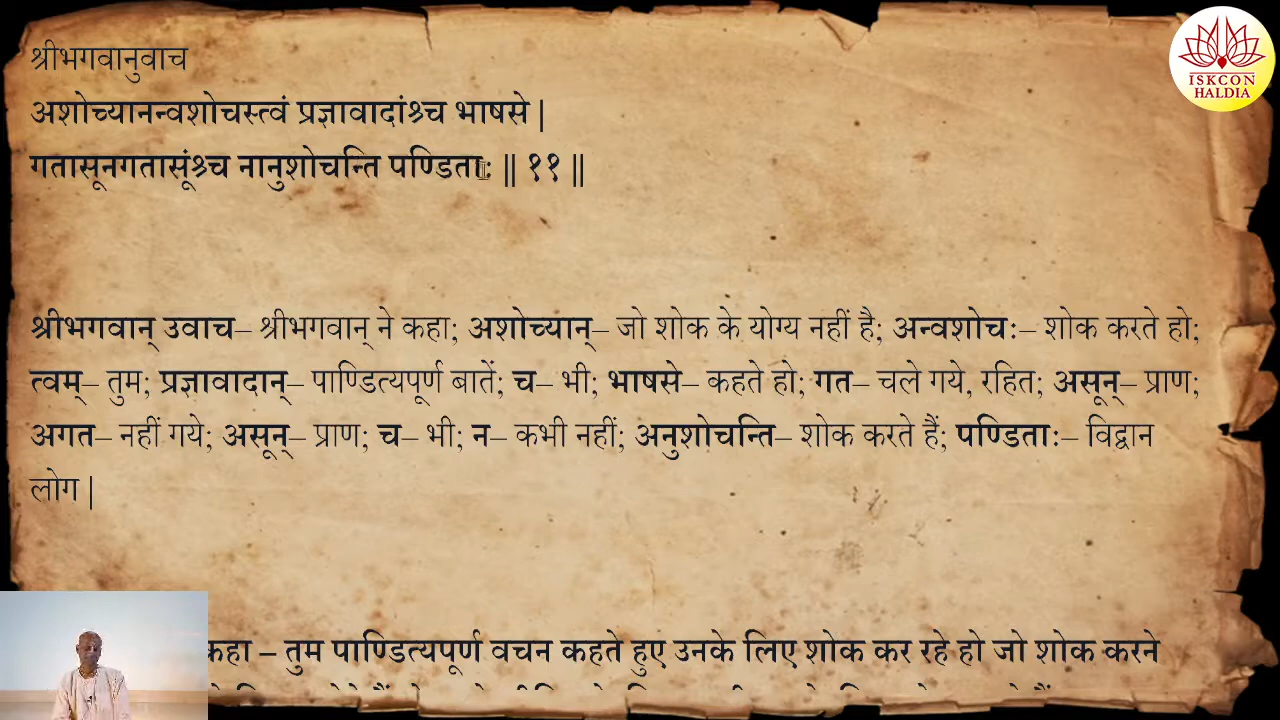 श्रीभगवानुवाच
अशोच्यानन्वशोचस्त्वं प्रज्ञावादांश्र्च भाषसे |
गतासूनगतासूंश्र्च नानुशोचन्ति पण्डिताः || ११ ||
श्रीभगवान् उवाच– श्रीभगवान् ने कहा; अशोच्यान्– जो शोक के योग्य नहीं है; अन्वशोचः– शोक करते हो;
त्वम्– तुम; प्रज्ञावादान्– पाण्डित्यपूर्ण बातें; च– भी; भाषसे– कहते हो; गत– चले गये, रहित; असून्– प्राण;
अगत– नहीं गये; असून्– प्राण; च– भी; न– कभी नहीं; अनुशोचन्ति– शोक करते हैं; पण्डिताः– विद्वान
लोग |
कहा – तुम पाण्डित्यपूर्ण वचन कहते हुए उनके लिए शोक कर रहे हो जो शोक करने
ISKCON
HALDIA